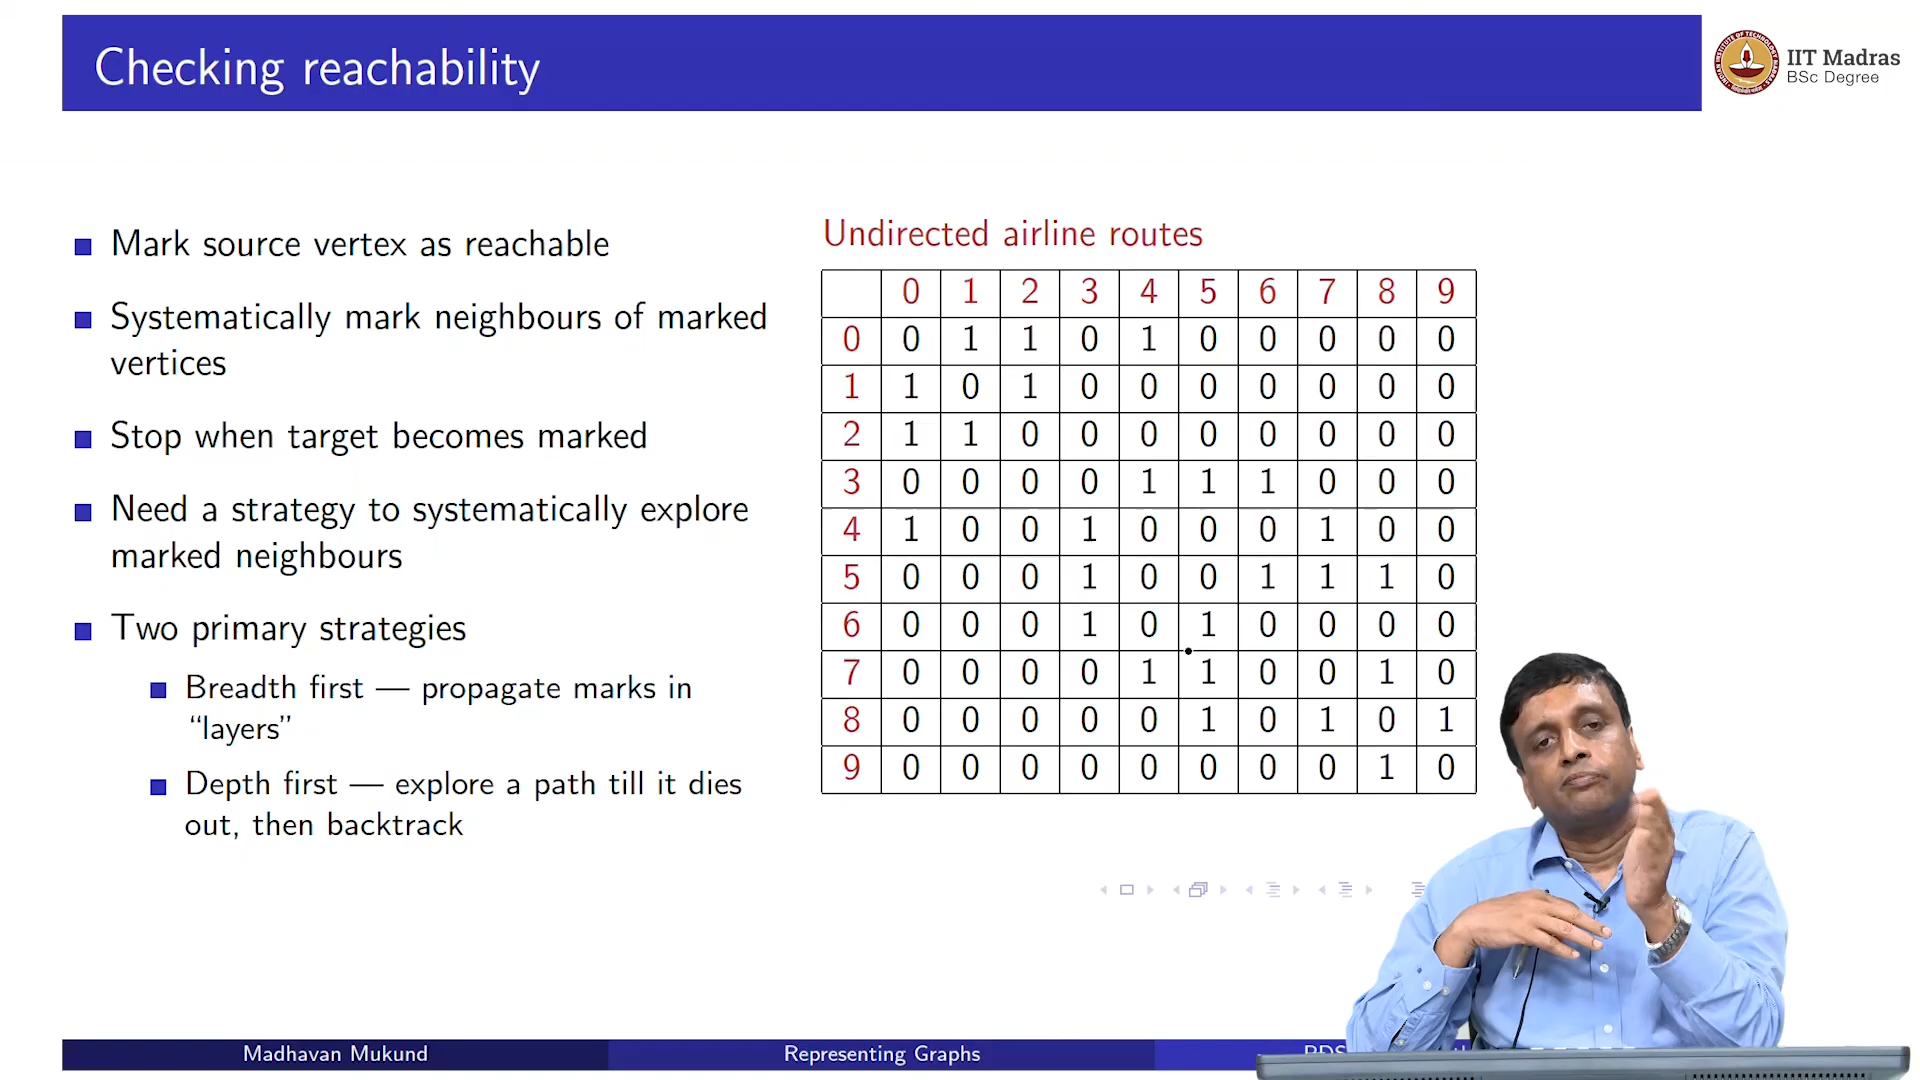 Checking reachability
IIT Madras
BSc Degree
Mark source vertex as reachable
Systematically mark neighbours of marked
vertices
Stop when target becomes marked
Need a strategy to systematically explore
marked neighbours
Two primary strategies
Breadth first — propagate marks in
“layers”
Depth first — explore a path till it dies
out, then backtrack
Undirected airline routes
0 1 2 3 4 5 6 7 8 9
0 0 1 1 0 1 0 0 0 0 0
1 1 0 1 0 0 0 0 0 0 0
2 1 1 0 0 0 0 0 0 0 0
3 0 0 0 0 1 1 1 0 0 0
4 1 0 0 1 0 0 0 1 0 0
5 0 0 0 1 0 0 1 1 1 0
6 0 0 0 1 0 1 0 0 0 0
7 0 0 0 0 1 1 0 0 1 0
8 0 0 0 0 0 1 0 1 0 1
9 0 0 0 0 0 0 0 0 1 0
Madhavan Mukund
Representing Graphs